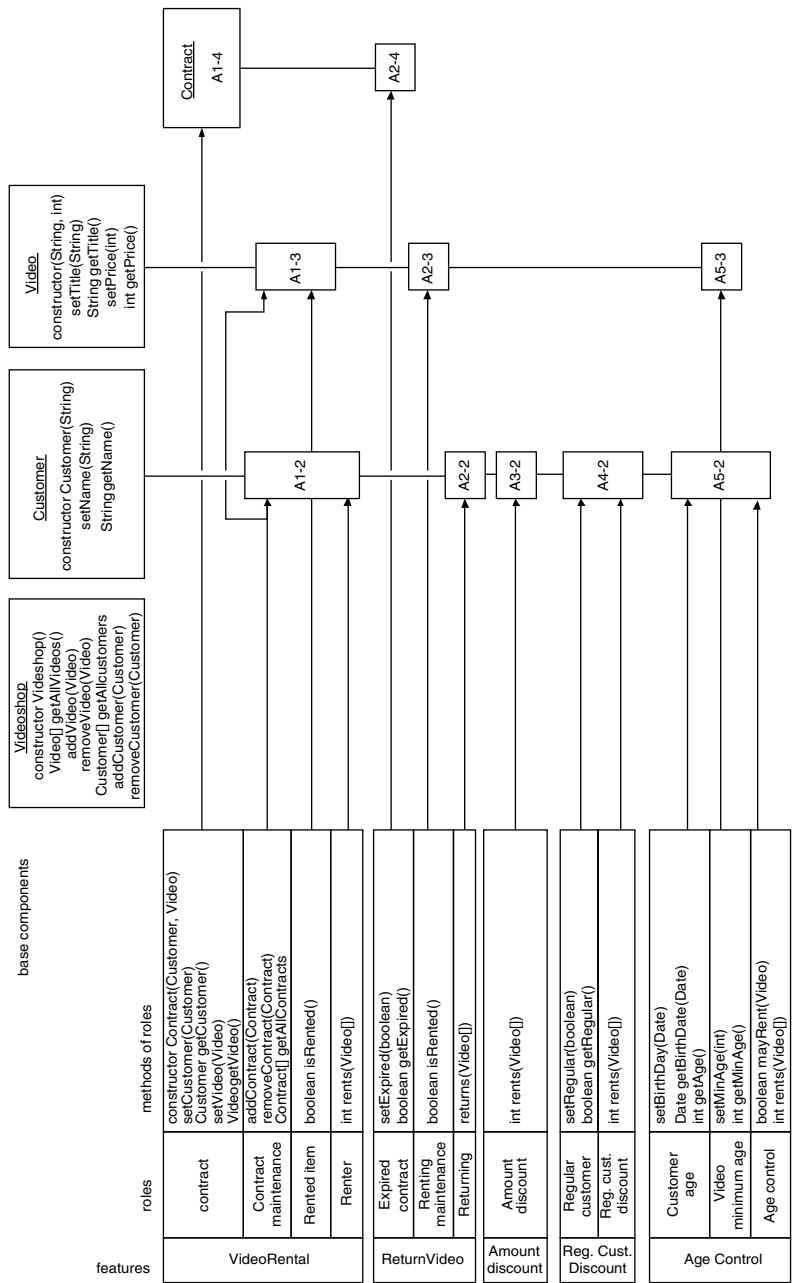 base components
Videoshop
constructor Videshop()
Video[] getAllVideos()
addVideo(Video)
removeVideo(Video)
Customer[] getAllcustomers
addCustomer(Customer)
removeCustomer(Customer)
Customer
constructor Customer(String)
setName(String)
StringgetName()
Video
constructor(String, int)
setTitle(String)
String getTitle()
setPrice(int)
int getPrice()
Contract
A1-4
features
roles
methods of roles
VideoRental
contract
constructor Contract(Customer, Video)
setCustomer(Customer)
Customer getCustomer()
setVideo(Video)
VideogetVideo()
Contract
maintenance
addContract(Contract)
removeContract(Contract)
Contract[] getAllContracts
Rented item
boolean isRented()
Renter
int rents(Video[])
A1-2
A1-3
ReturnVideo
Expired
contract
setExpired(boolean)
boolean getExpired()
Renting
maintenance
boolean isRented()
Returning
returns(Video[])
A2-2
A2-3
A2-4
Amount
discount
Amount
discount
int rents(Video[])
A3-2
Reg. Cust.
Discount
Regular
customer
setRegular(boolean)
boolean getRegular()
Reg. cust.
discount
int rents(Video[])
A4-2
Age Control
Customer
age
setBirthDay(Date)
Date getBirthDate(Date)
int getAge()
Video
minimum age
setMinAge(int)
int getMinAge()
Age control
boolean mayRent(Video)
int rents(Video[])
A5-2
A5-3